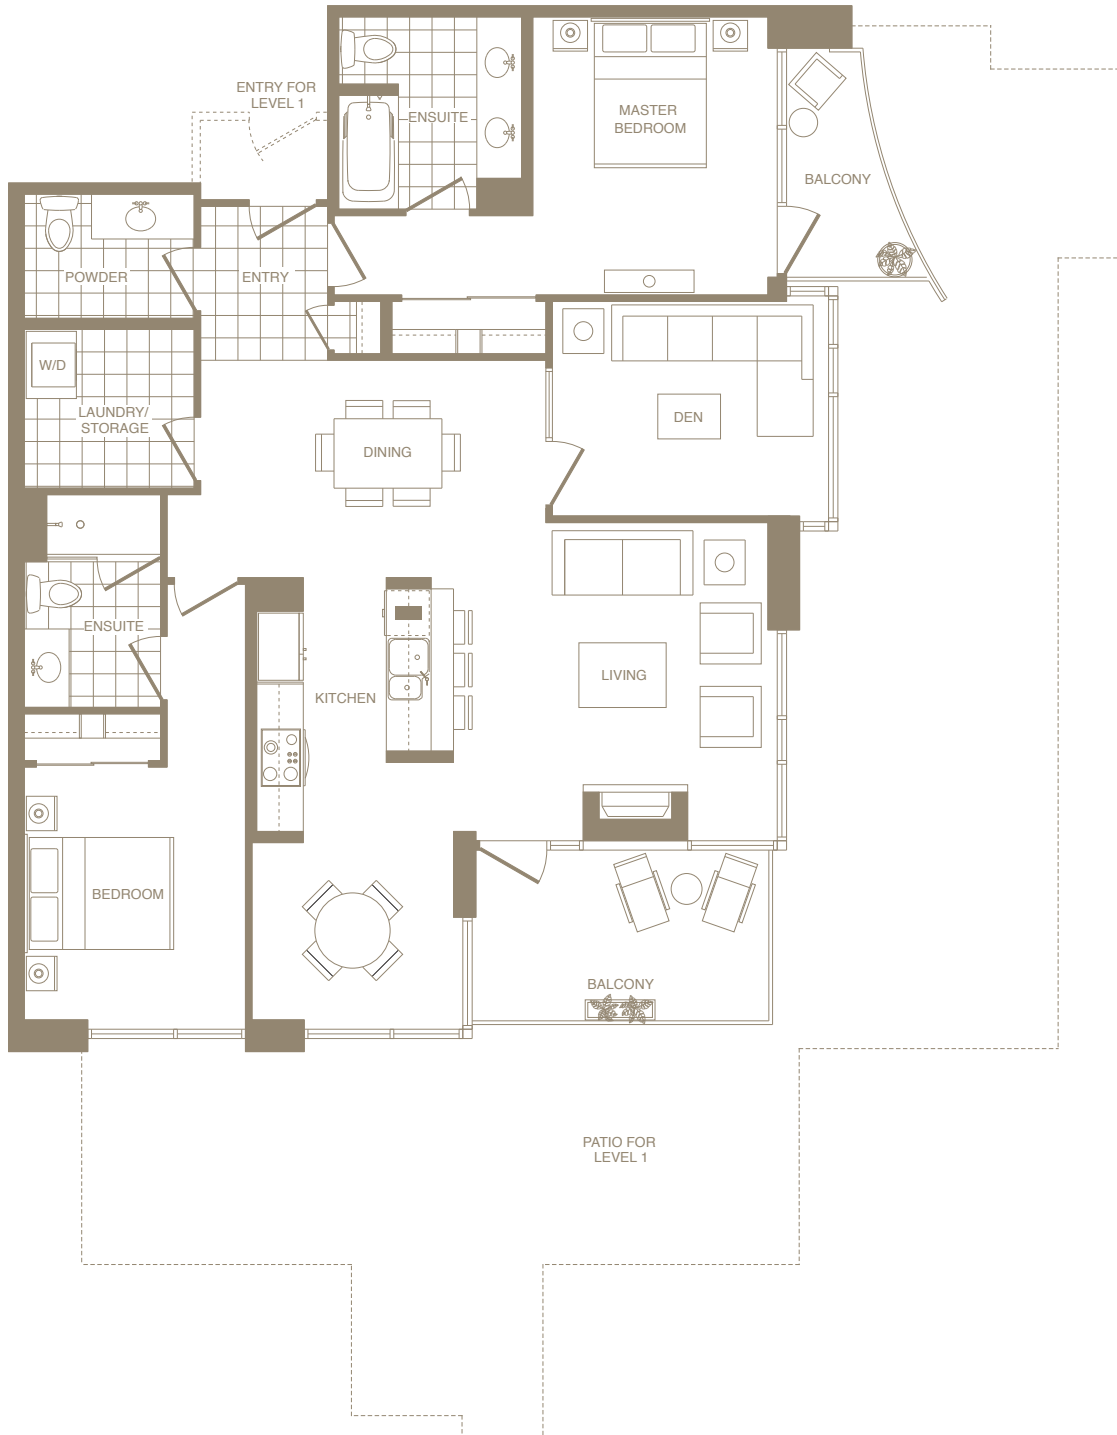 ENTRY FOR
LEVEL 1
ENSUITE
MASTER
BEDROOM
BALCONY
POWDER
ENTRY
W/D
LAUNDRY/
STORAGE
DINING
DEN
ENSUITE
KITCHEN
LIVING
BEDROOM
BALCONY
PATIO FOR
LEVEL 1